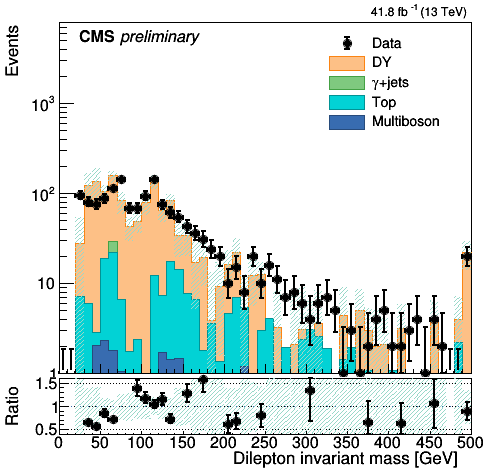 41.8 fb⁻¹ (13 TeV)
CMS preliminary
Events
Data
DY
γ+jets
Top
Multiboson
10³
10²
10
1
Ratio
1.5
1
0.5
0 50 100 150 200 250 300 350 400 450 500
Dilepton invariant mass [GeV]